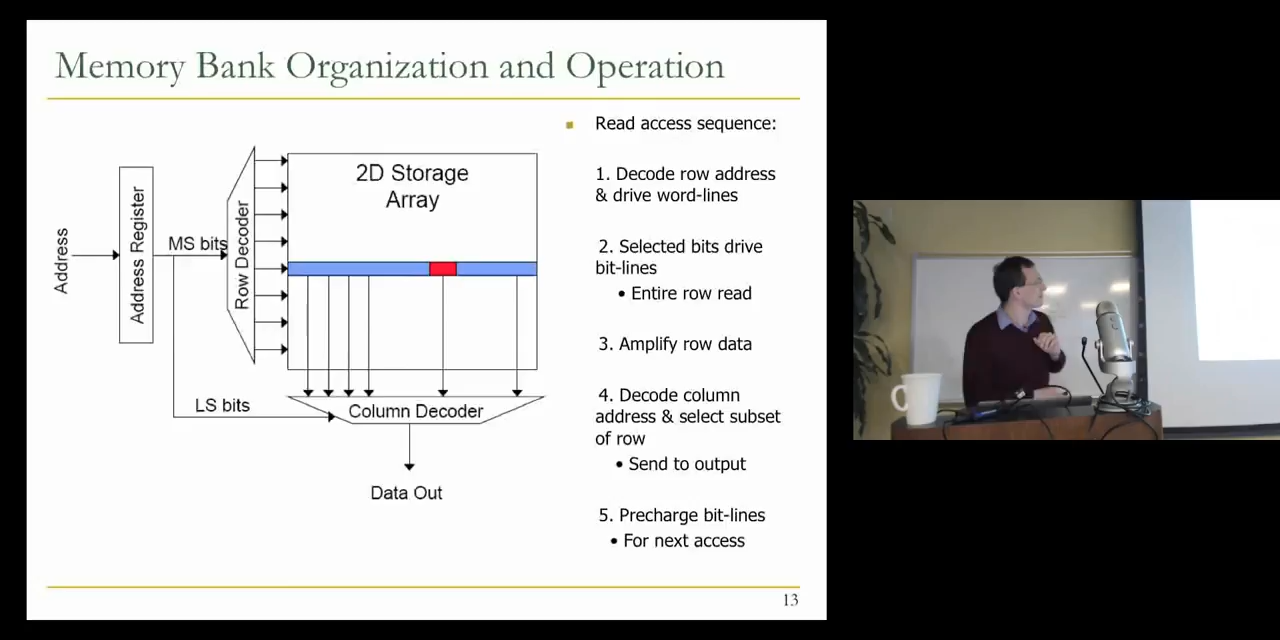 Memory Bank Organization and Operation
Read access sequence:
1. Decode row address
& drive word-lines
2. Selected bits drive
bit-lines
• Entire row read
3. Amplify row data
4. Decode column
address & select subset
of row
• Send to output
5. Precharge bit-lines
• For next access
2D Storage
Array
Address
Address Register
MS bits
Row Decoder
LS bits
Column Decoder
Data Out
13